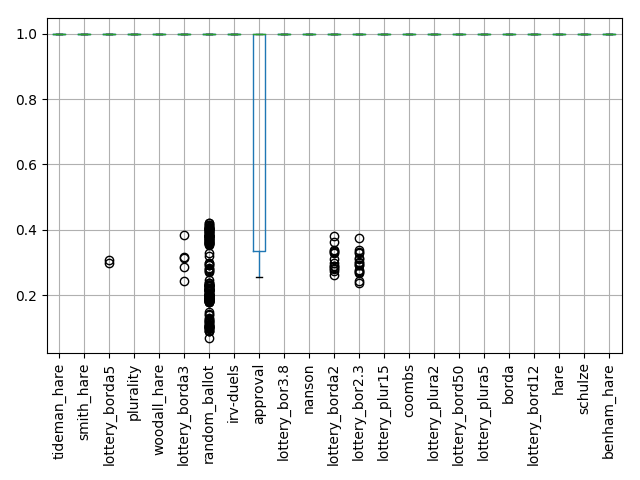 1.0
0.8
0.6
0.4
0.2
tideman_hare
smith_hare
lottery_borda5
plurality
woodall_hare
lottery_borda3
random_ballot
irv-duels
approval
lottery_bor3.8
nanson
lottery_borda2
lottery_bor2.3
lottery_plur15
coombs
lottery_plura2
lottery_bord50
lottery_plura5
borda
lottery_bord12
hare
schulze
benham_hare